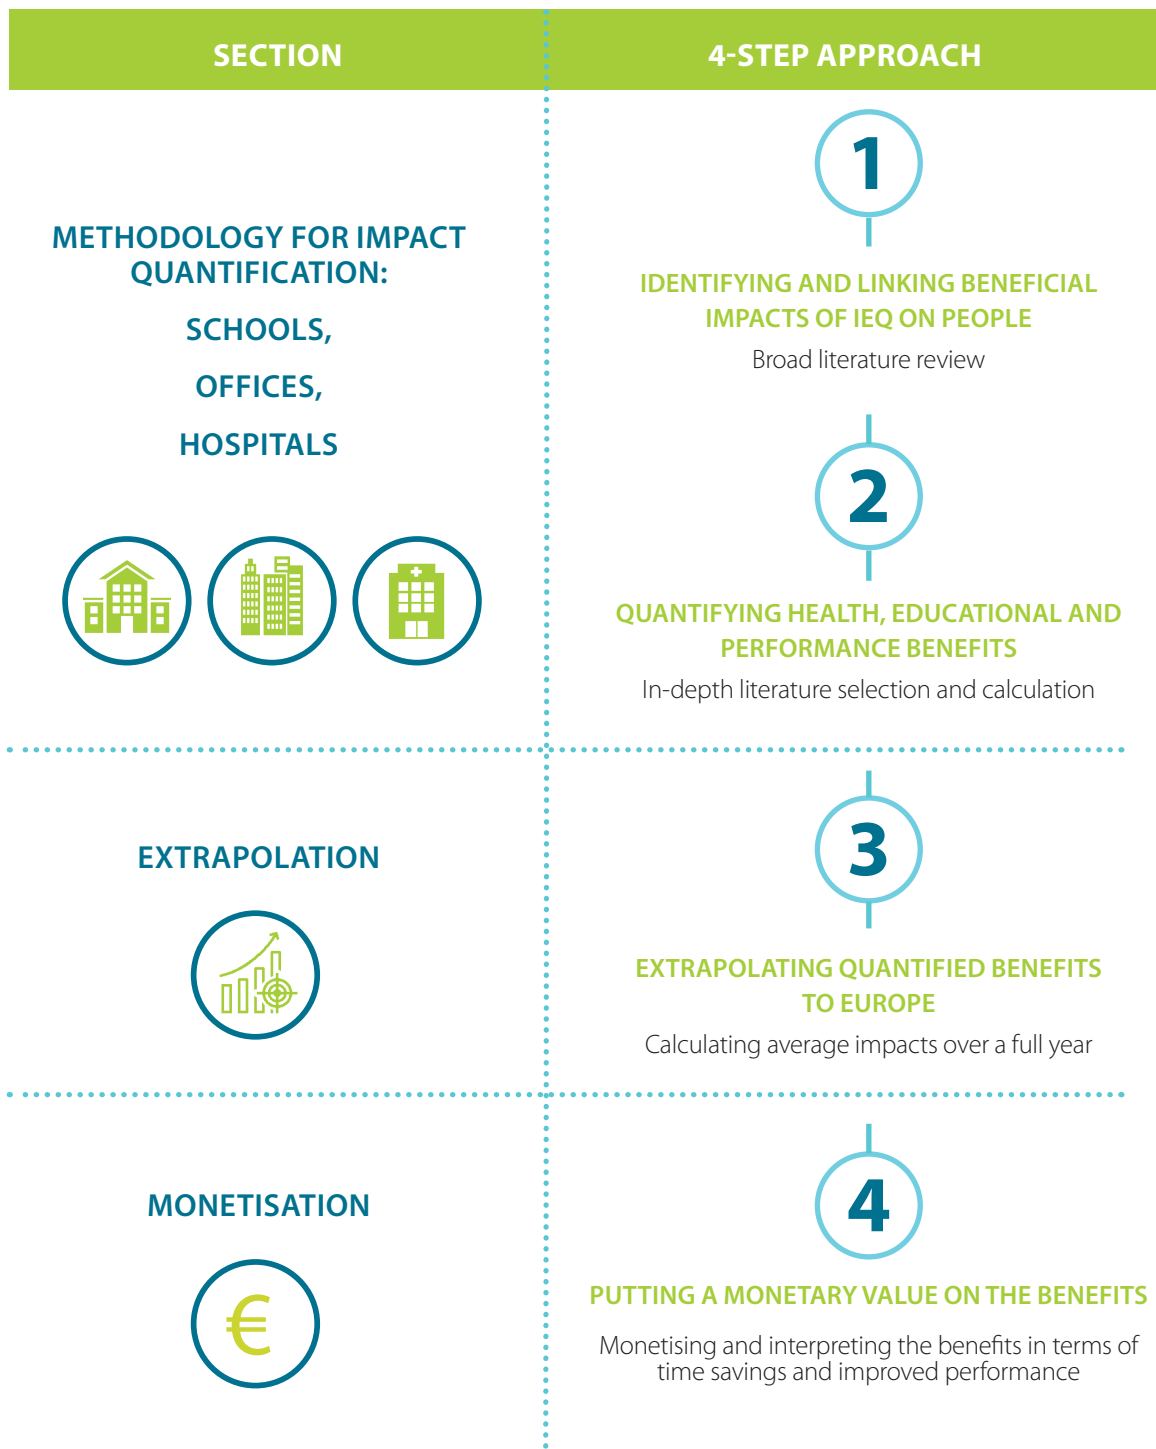 SECTION
4-STEP APPROACH
METHODOLOGY FOR IMPACT
QUANTIFICATION:
SCHOOLS,
OFFICES,
HOSPITALS
1
IDENTIFYING AND LINKING BENEFICIAL
IMPACTS OF IEQ ON PEOPLE
Broad literature review
2
QUANTIFYING HEALTH, EDUCATIONAL AND
PERFORMANCE BENEFITS
In-depth literature selection and calculation
EXTRAPOLATION
3
EXTRAPOLATING QUANTIFIED BENEFITS
TO EUROPE
Calculating average impacts over a full year
MONETISATION
€
4
PUTTING A MONETARY VALUE ON THE BENEFITS
Monetising and interpreting the benefits in terms of
time savings and improved performance